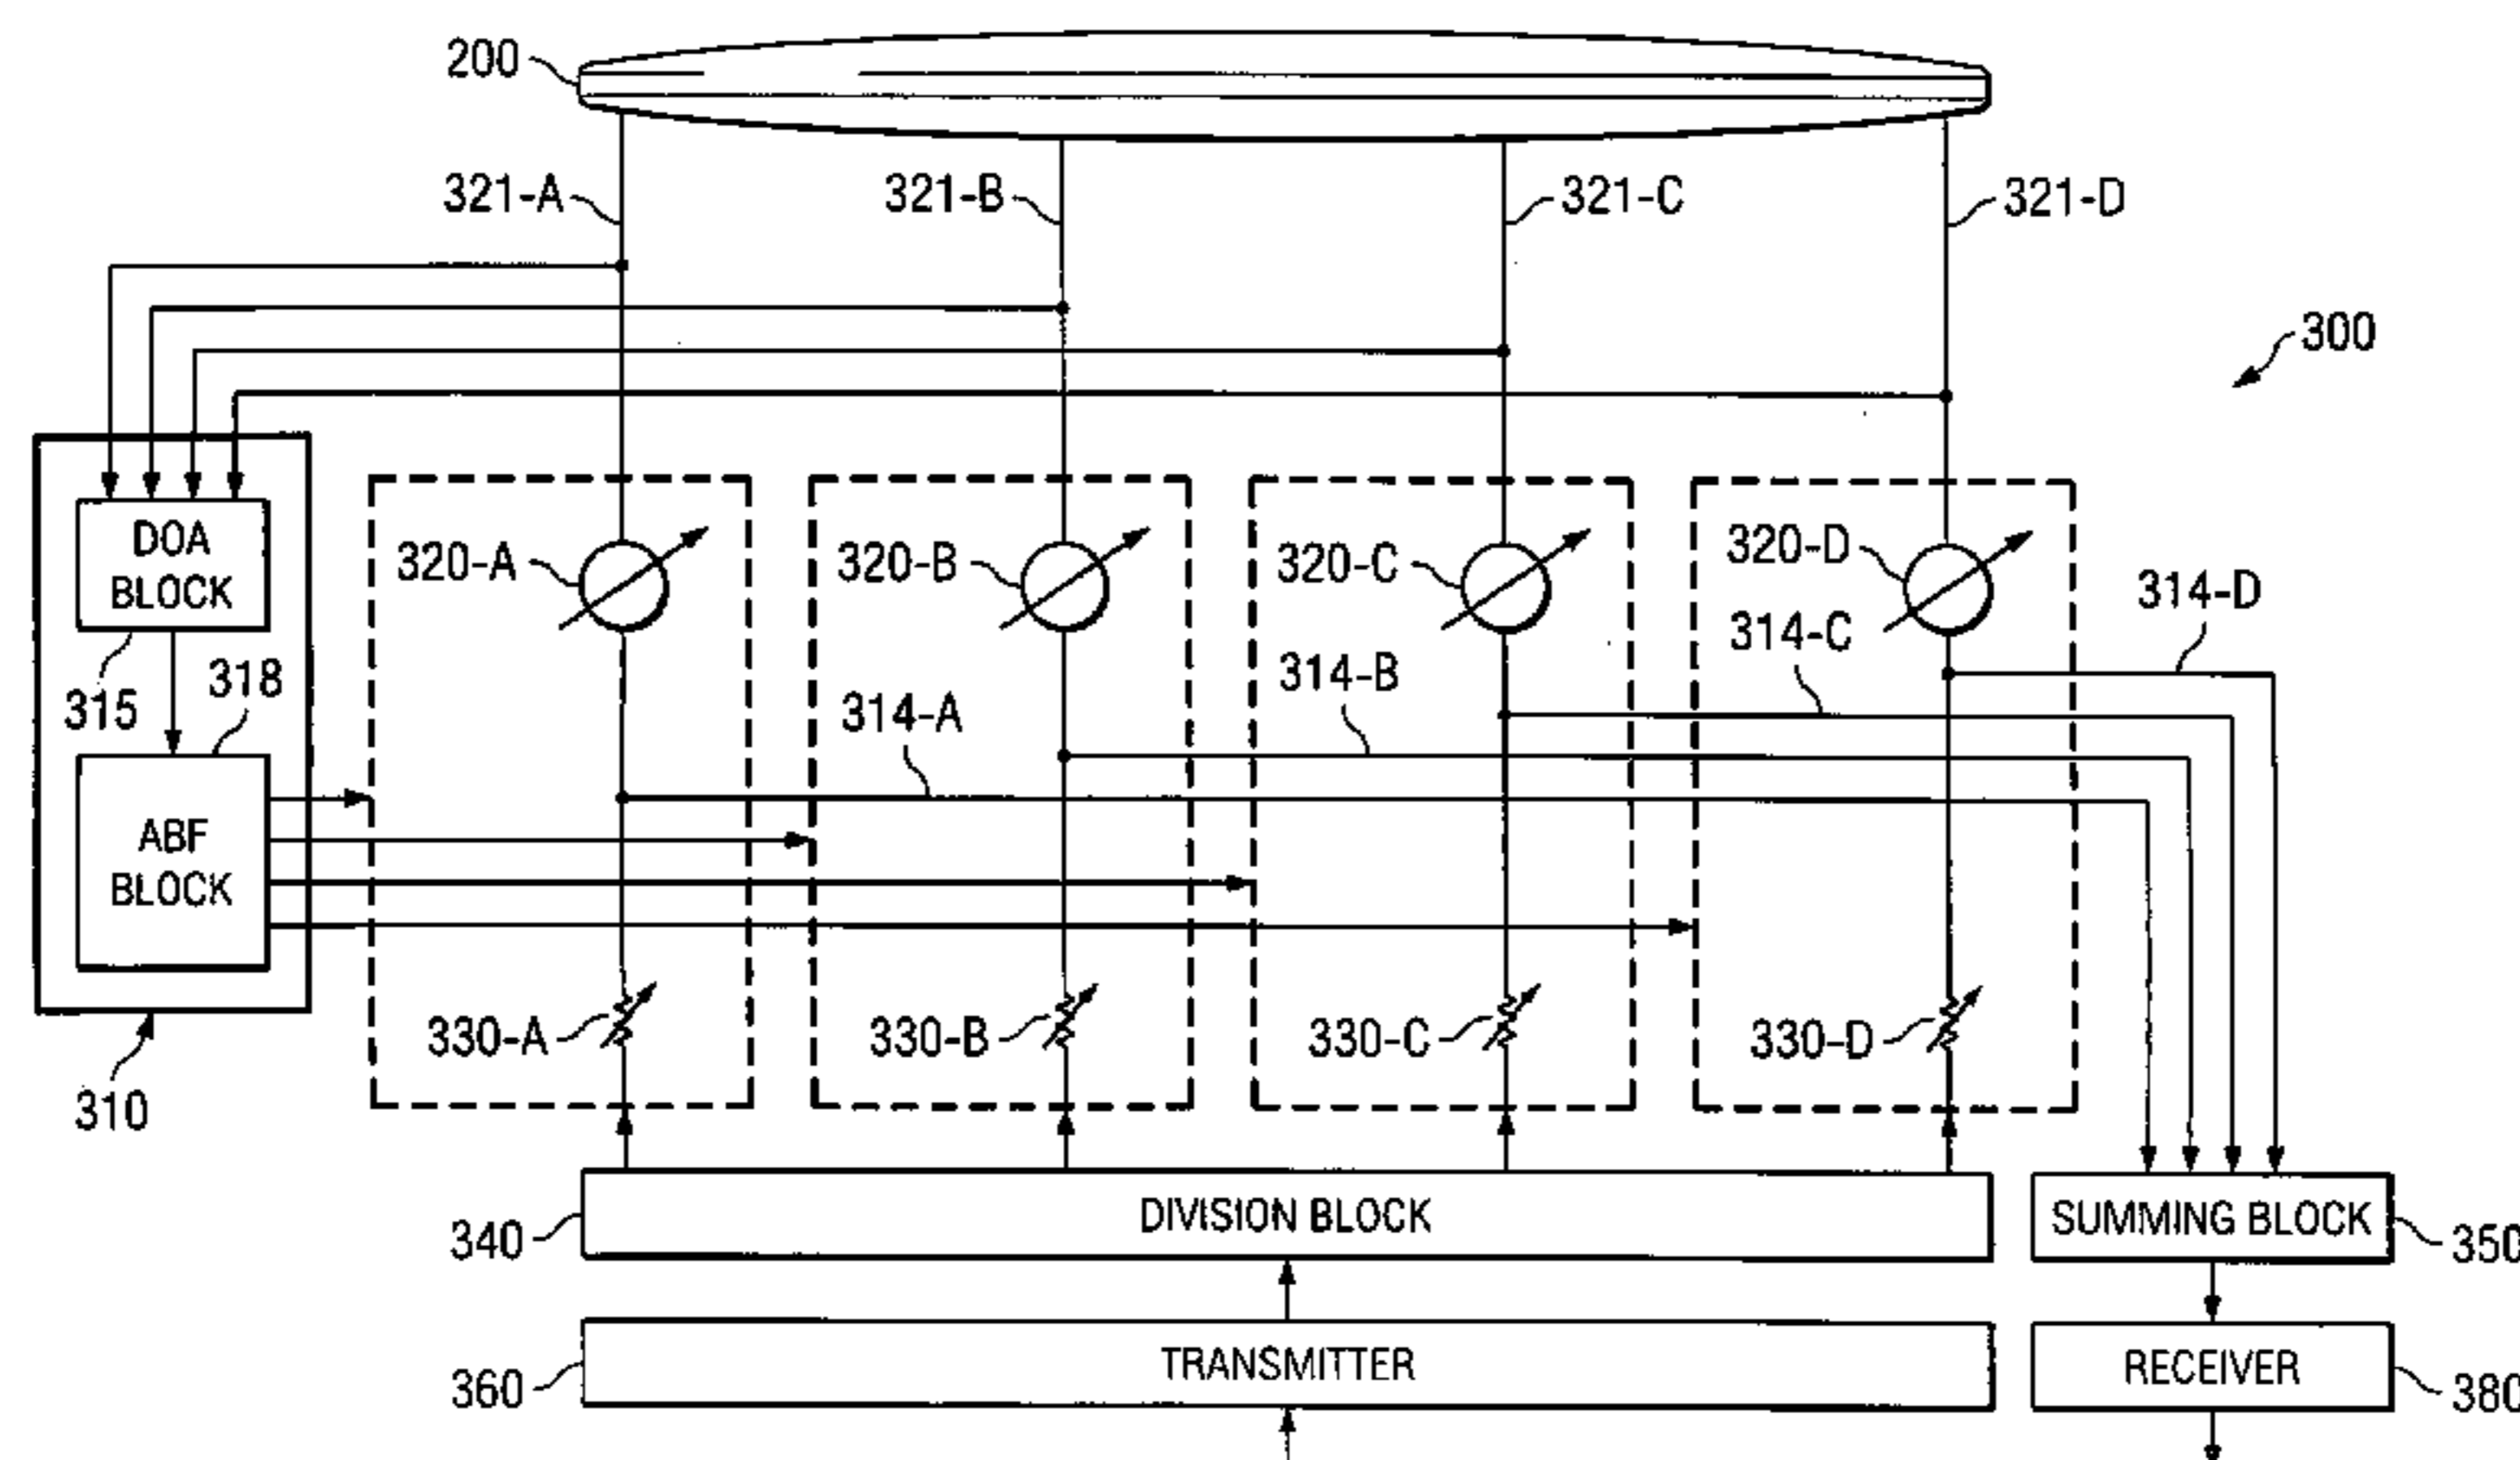 200
321-A
321-B
321-C
321-D
300
DOA
BLOCK
320-A
320-B
320-C
320-D
314-D
314-C
314-B
314-A
315
318
ABF
BLOCK
330-A
330-B
330-C
330-D
310
340
DIVISION BLOCK
SUMMING BLOCK
350
360
TRANSMITTER
RECEIVER
380